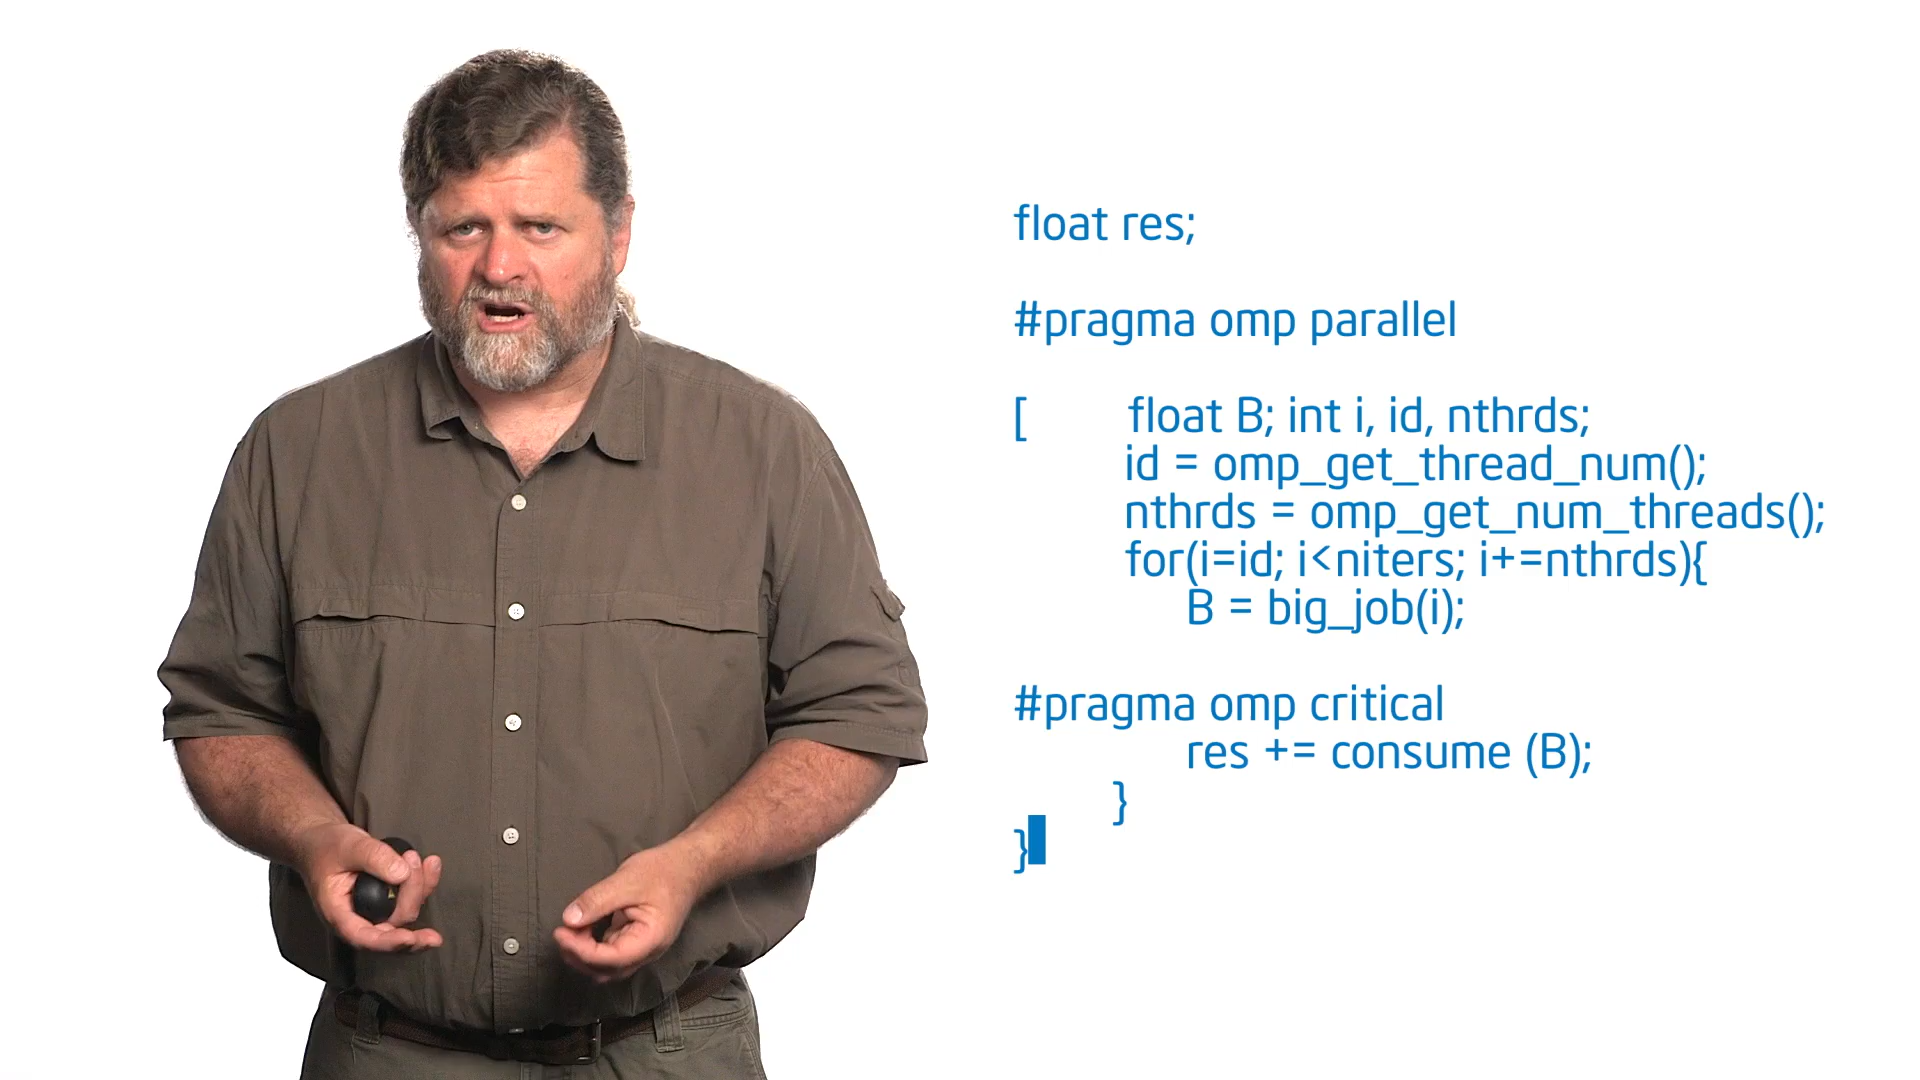 float res;
#pragma omp parallel
[ float B; int i, id, nthrds;
id = omp_get_thread_num();
nthrds = omp_get_num_threads();
for(i=id; i<niters; i+=nthrds){
B = big_job(i);
#pragma omp critical
res += consume (B);
}
}